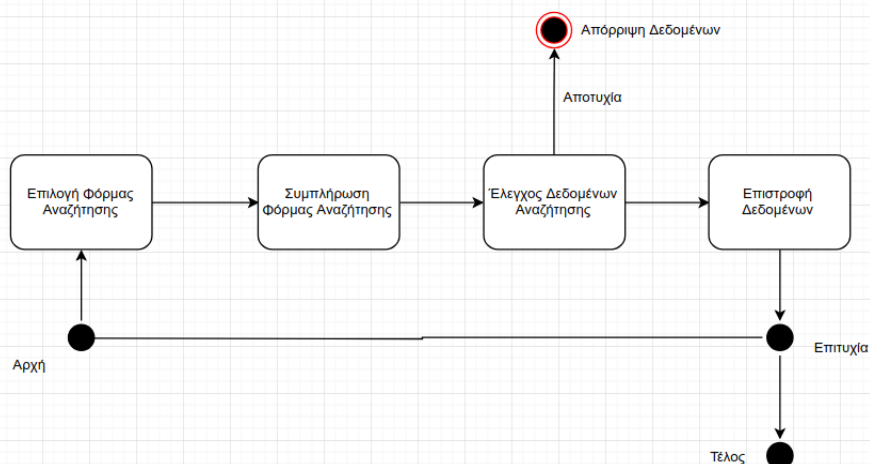 Απόρριψη Δεδομένων
Αποτυχία
Επιλογή Φόρμας
Αναζήτησης
Συμπλήρωση
Φόρμας Αναζήτησης
Έλεγχος Δεδομένων
Αναζήτησης
Επιστροφή
Δεδομένων
Αρχή
Επιτυχία
Τέλος